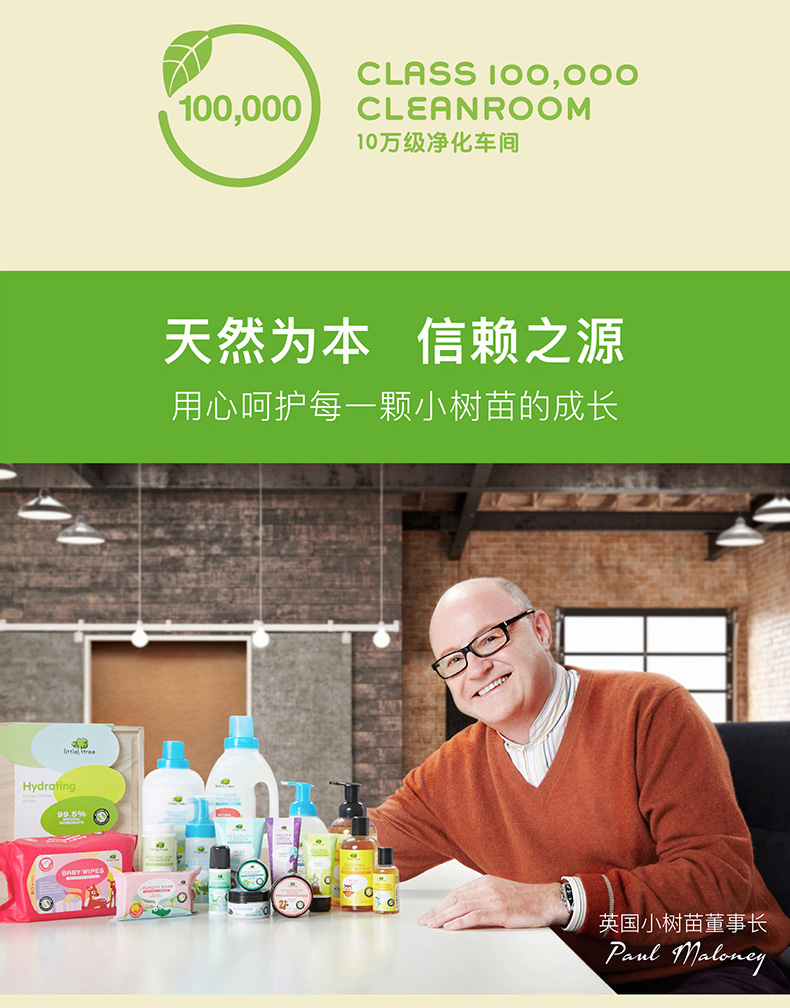 100,000
CLASS 100,000
CLEANROOM
10万级净化车间
天然为本 信赖之源
用心呵护每一颗小树苗的成长
little tree
Hydrating
99.5%
BABY WIPES
LAUNDRY SOAP
英国小树苗董事长
Paul Maloney